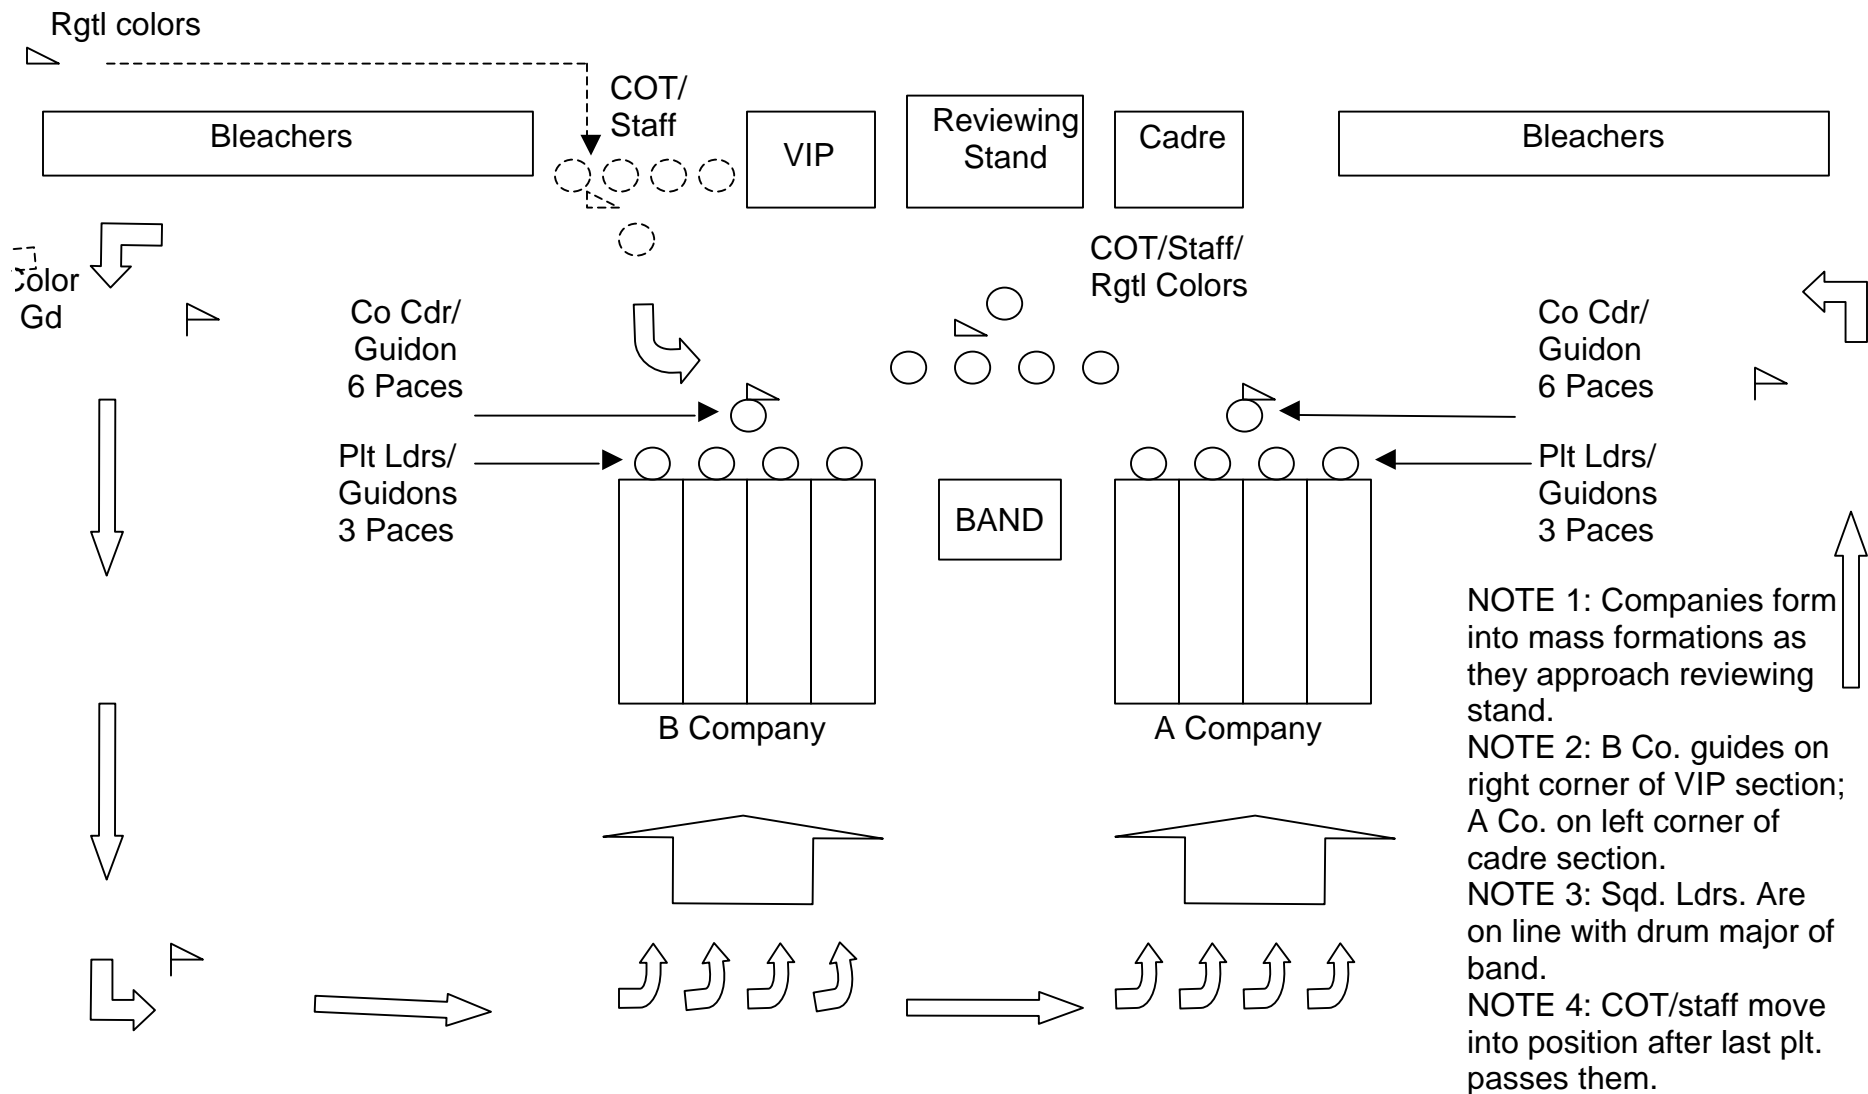 Rgtl colors
COT/
Staff
Bleachers
VIP
Reviewing
Stand
Cadre
Bleachers
COT/Staff/
Rgtl Colors
Color
Gd
Co Cdr/
Guidon
6 Paces
Plt Ldrs/
Guidons
3 Paces
Co Cdr/
Guidon
6 Paces
Plt Ldrs/
Guidons
3 Paces
BAND
B Company
A Company
NOTE 1: Companies form
into mass formations as
they approach reviewing
stand.
NOTE 2: B Co. guides on
right corner of VIP section;
A Co. on left corner of
cadre section.
NOTE 3: Sqd. Ldrs. Are
on line with drum major of
band.
NOTE 4: COT/staff move
into position after last plt.
passes them.